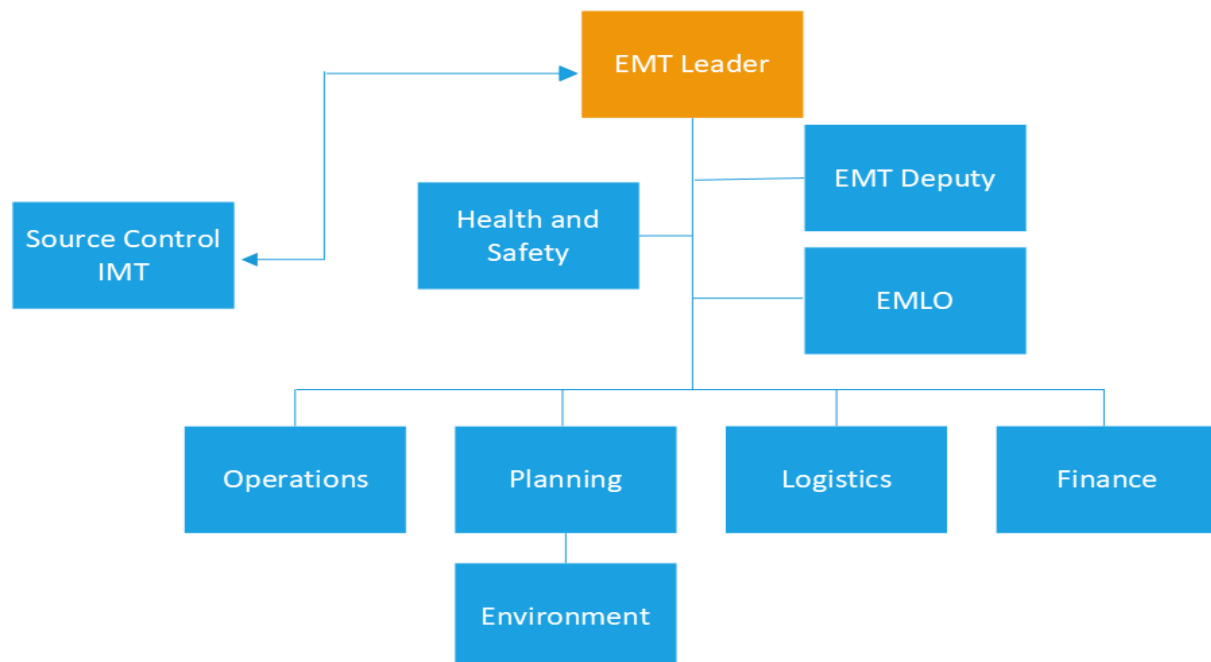 EMT Leader
EMT Deputy
Health and
Safety
Source Control
IMT
EMLO
Operations
Planning
Logistics
Finance
Environment